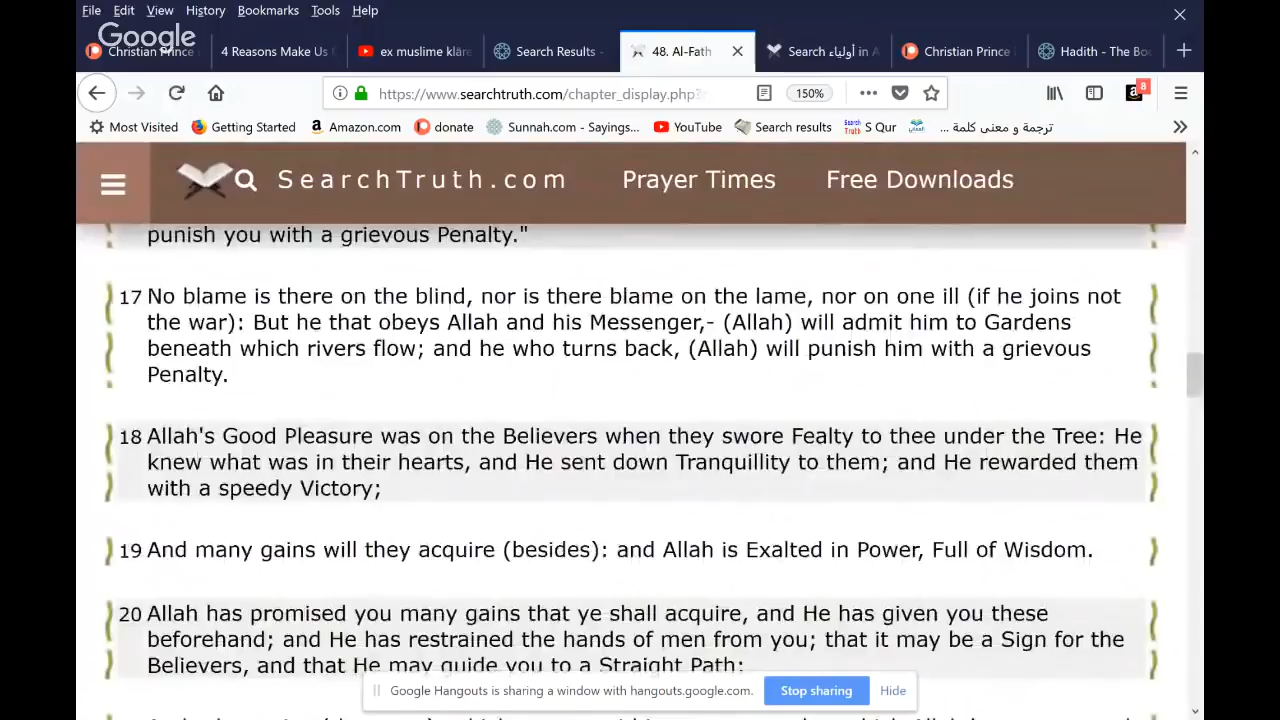 File Edit View History Bookmarks Tools Help
Google
Christian Prince
4 Reasons Make Us
ex muslime klär
Search Results -
48. Al-Fath
Search أولياء in A
Christian Prince
Hadith - The Bo
https://www.searchtruth.com/chapter_display.php?
150%
8
Most Visited Getting Started Amazon.com donate Sunnah.com - Sayings,... YouTube Search results S Qur ترجمة و معنى كلمة ...
SearchTruth.com Prayer Times Free Downloads
punish you with a grievous Penalty."
17 No blame is there on the blind, nor is there blame on the lame, nor on one ill (if he joins not
the war): But he that obeys Allah and his Messenger,- (Allah) will admit him to Gardens
beneath which rivers flow; and he who turns back, (Allah) will punish him with a grievous
Penalty.
18 Allah's Good Pleasure was on the Believers when they swore Fealty to thee under the Tree: He
knew what was in their hearts, and He sent down Tranquillity to them; and He rewarded them
with a speedy Victory;
19 And many gains will they acquire (besides): and Allah is Exalted in Power, Full of Wisdom.
20 Allah has promised you many gains that ye shall acquire, and He has given you these
beforehand; and He has restrained the hands of men from you; that it may be a Sign for the
Believers, and that He may guide you to a Straight Path;
Google Hangouts is sharing a window with hangouts.google.com. Stop sharing Hide